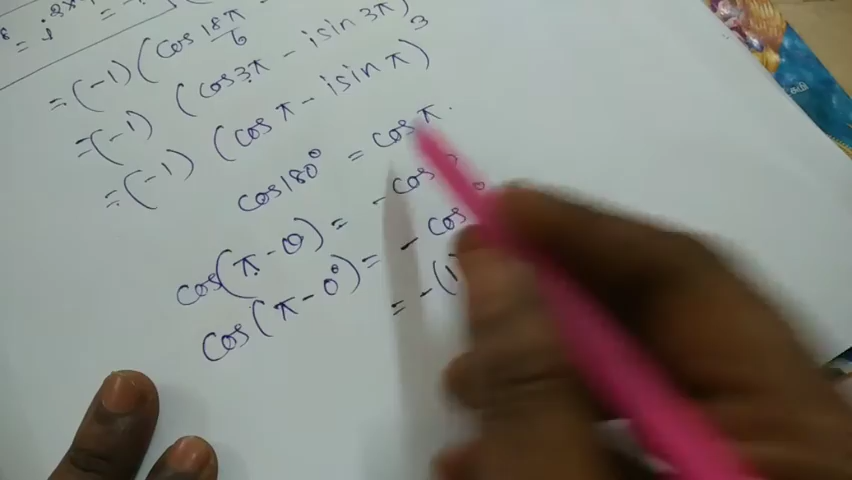 = (-1) (cos 18π/6
= (-1) (cos 3π - i sin 3π)
= (-1) (cos π - i sin π)
cos 180° = cos π
cos(π - θ) = - cos
cos(π - 0°) = - cos
= - (1